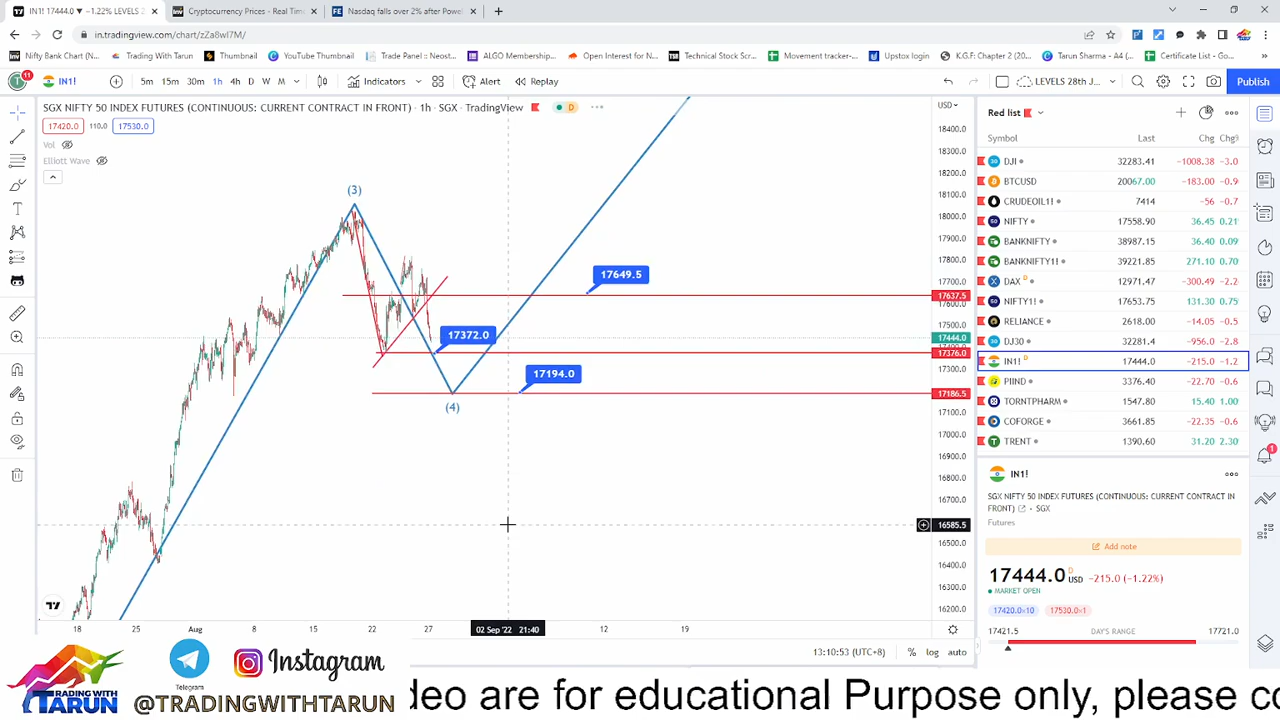 IN1! 17444.0 ▼ −1.22% LEVELS 2
Cryptocurrency Prices - Real Time
Nasdaq falls over 2% after Powell
in.tradingview.com/chart/zZa8wI7M/
Nifty Bank Chart (N...
Trading With Tarun
Thumbnail
YouTube Thumbnail
Trade Panel :: Nest...
ALGO Membership...
Open Interest for N...
Technical Stock Scr...
Movement tracker-...
Upstox login
K.G.F: Chapter 2 (20...
Tarun Sharma - A4 (...
Certificate List - Go...
11
IN1!
5m 15m 30m 1h 4h D W M
Indicators
Alert
Replay
LEVELS 28th J...
Publish
SGX NIFTY 50 INDEX FUTURES (CONTINUOUS: CURRENT CONTRACT IN FRONT) · 1h · SGX · TradingView
D
17420.0 110.0 17530.0
Vol
Elliott Wave
(3)
17649.5
17372.0
17194.0
(4)
USD
18400.0
18300.0
18200.0
18100.0
18000.0
17900.0
17800.0
17700.0
17637.5
17600.0
17500.0
17444.0
17376.0
17300.0
17186.5
17100.0
17000.0
16900.0
16800.0
16700.0
16585.5
16500.0
16400.0
16300.0
16200.0
18 25 Aug 8 15 22 27 02 Sep '22 21:40 12 19
13:10:53 (UTC+8) % log auto
Red list
Symbol Last Chg Chg%
DJI 32283.41 −1008.38 −3.0
BTCUSD 20067.00 −183.00 −0.9
CRUDEOIL1! 7414 −56 −0.7
NIFTY 17558.90 36.45 0.21
BANKNIFTY 38987.15 36.40 0.09
BANKNIFTY1! 39221.85 271.10 0.70
DAX D 12971.47 −300.49 −2.2
NIFTY1! 17653.75 131.30 0.75
RELIANCE 2618.00 −14.05 −0.5
DJ30 32281.4 −956.0 −2.8
IN1! D 17444.0 −215.0 −1.2
PIIND 3376.40 −22.70 −0.6
TORNTPHARM 1547.80 15.40 1.00
COFORGE 3661.85 −22.35 −0.6
TRENT 1390.60 31.20 2.30
1
IN1!
SGX NIFTY 50 INDEX FUTURES (CONTINUOUS: CURRENT CONTRACT IN
FRONT) · SGX
Futures
Add note
17444.0 D USD −215.0 (−1.22%)
MARKET OPEN
17420.0×10 17530.0×1
17421.5 DAY'S RANGE 17721.0
TRADING WITH
TARUN
Telegram
Instagram
@TRADINGWITHTARUN
deo are for educational Purpose only, please co